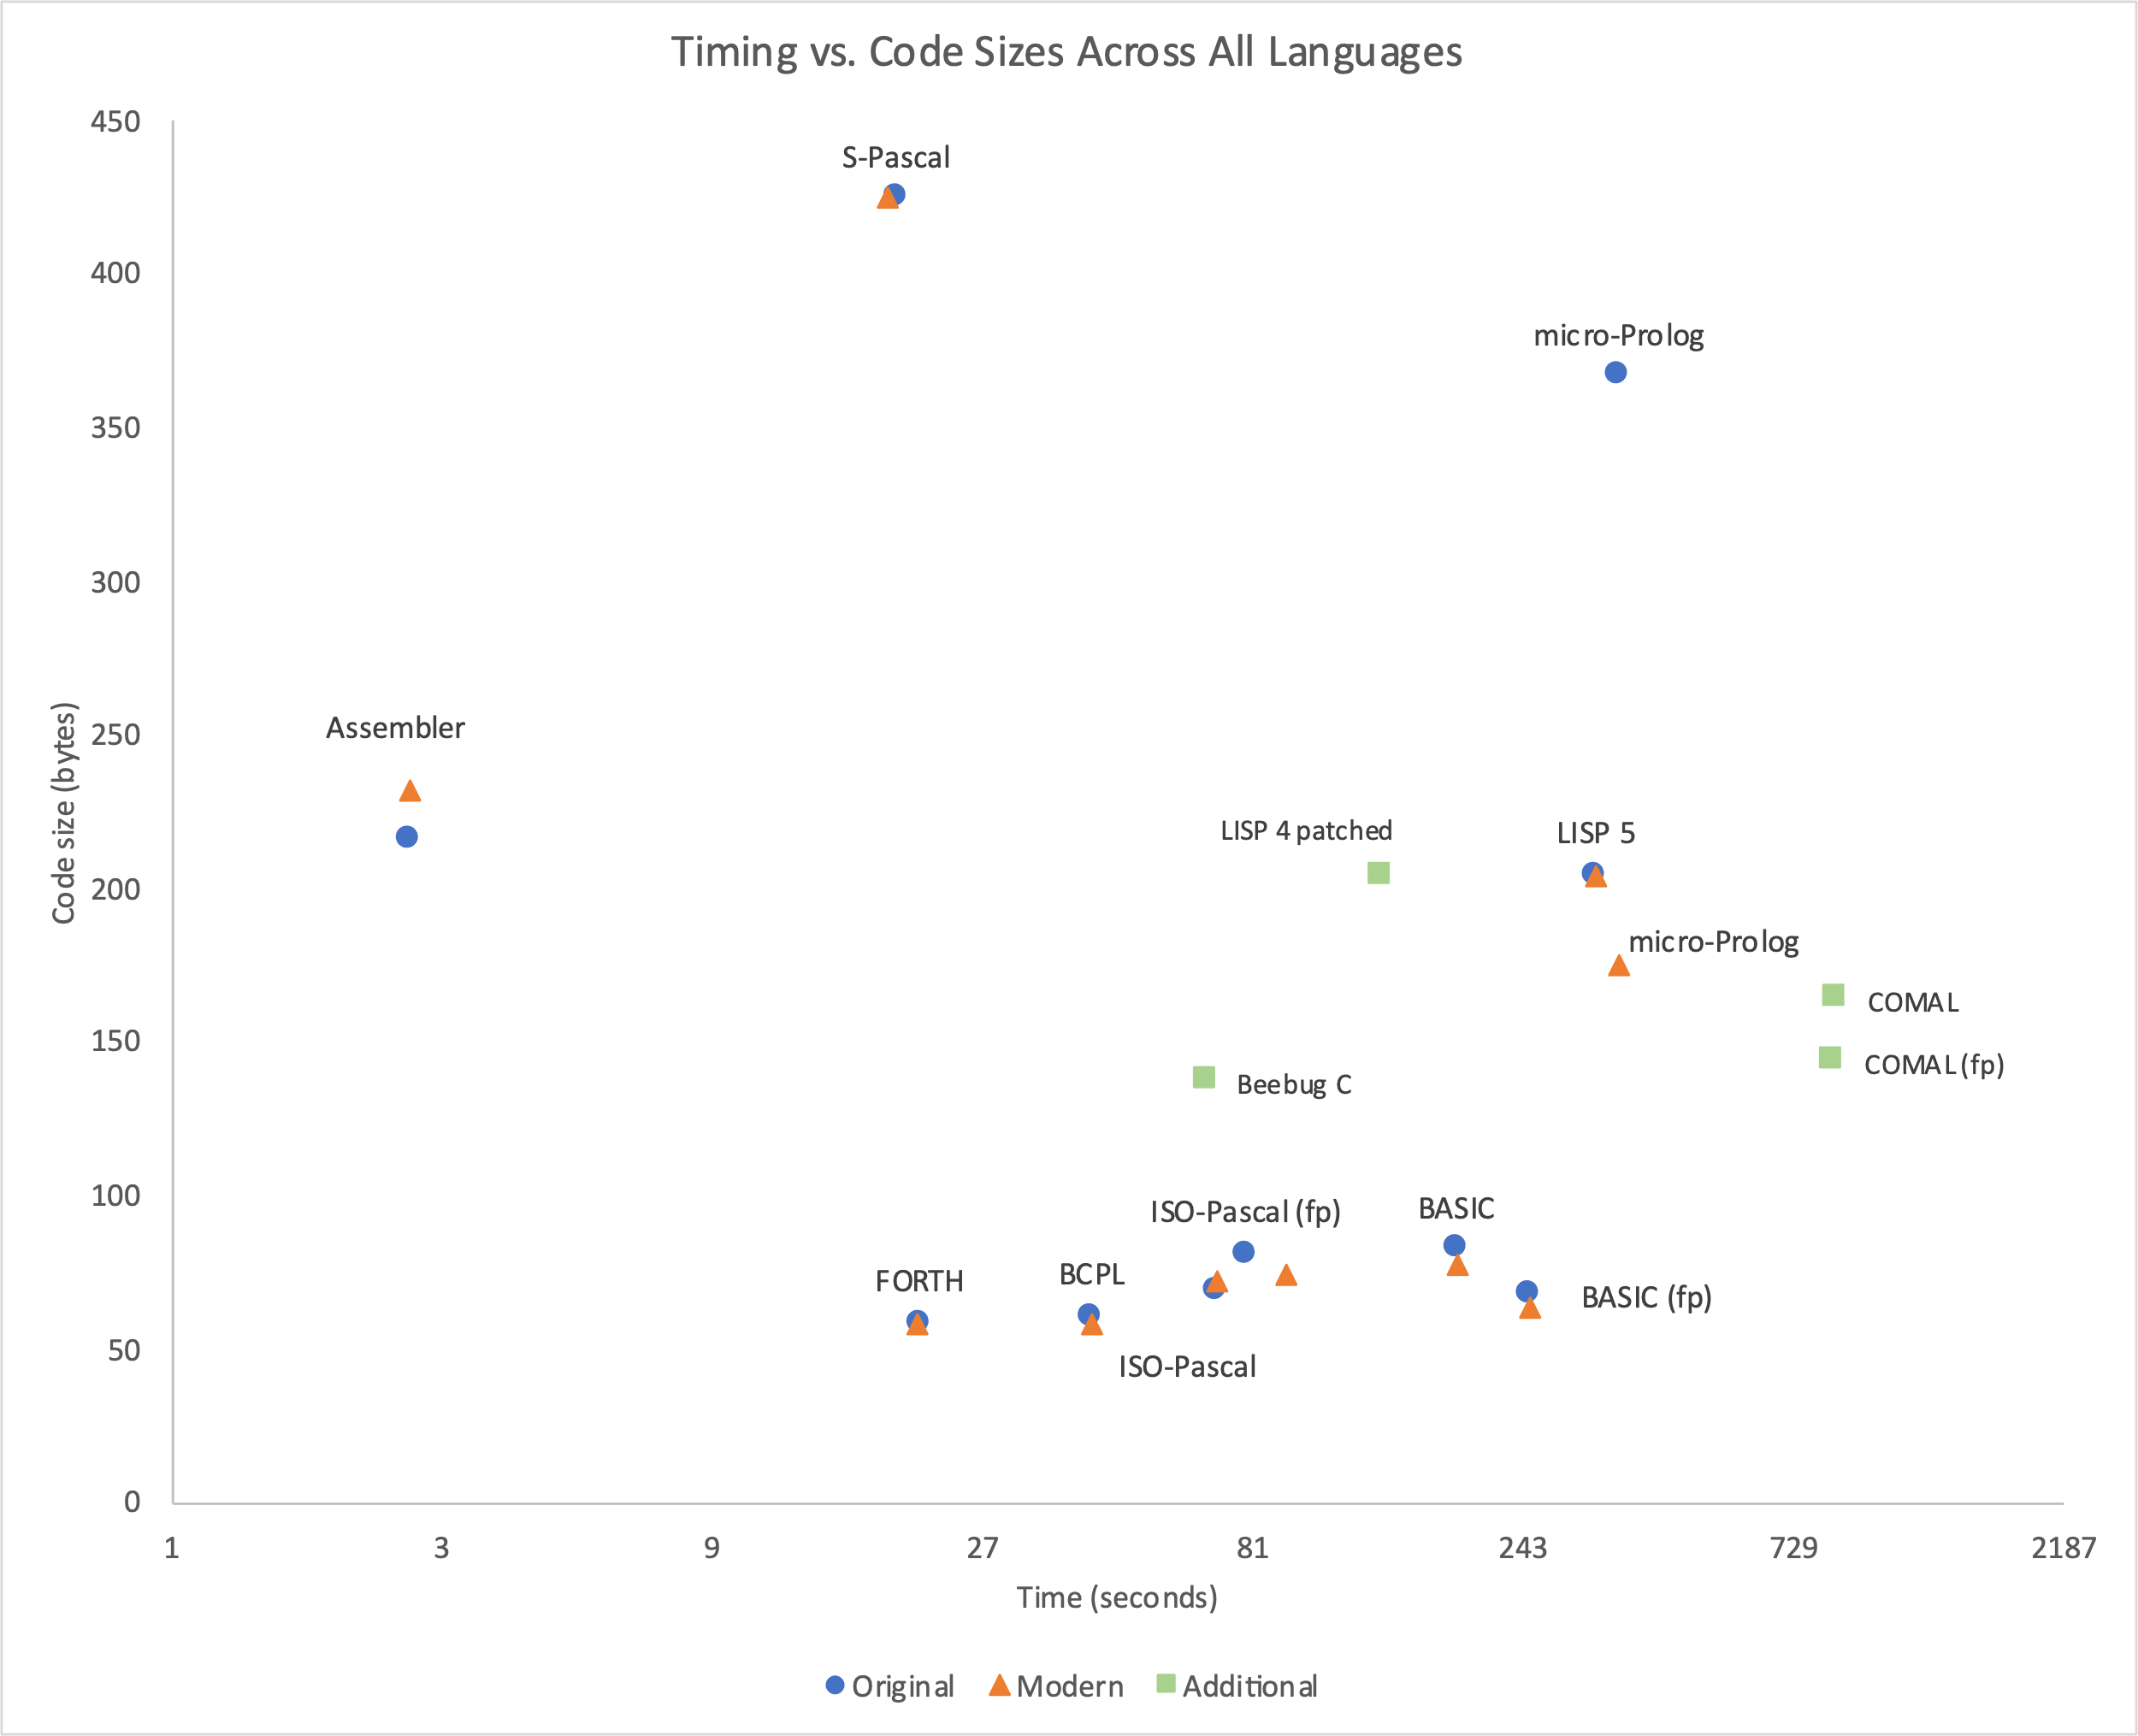 Timing vs. Code Sizes Across All Languages
450
S-Pascal
400
micro-Prolog
350
300
Assembler
250
Code size (bytes)
LISP 4 patched
LISP 5
200
micro-Prolog
COMAL
150
COMAL (fp)
Beebug C
100
ISO-Pascal (fp)
BASIC
FORTH
BCPL
BASIC (fp)
50
ISO-Pascal
0
1 3 9 27 81 243 729 2187
Time (seconds)
Original Modern Additional